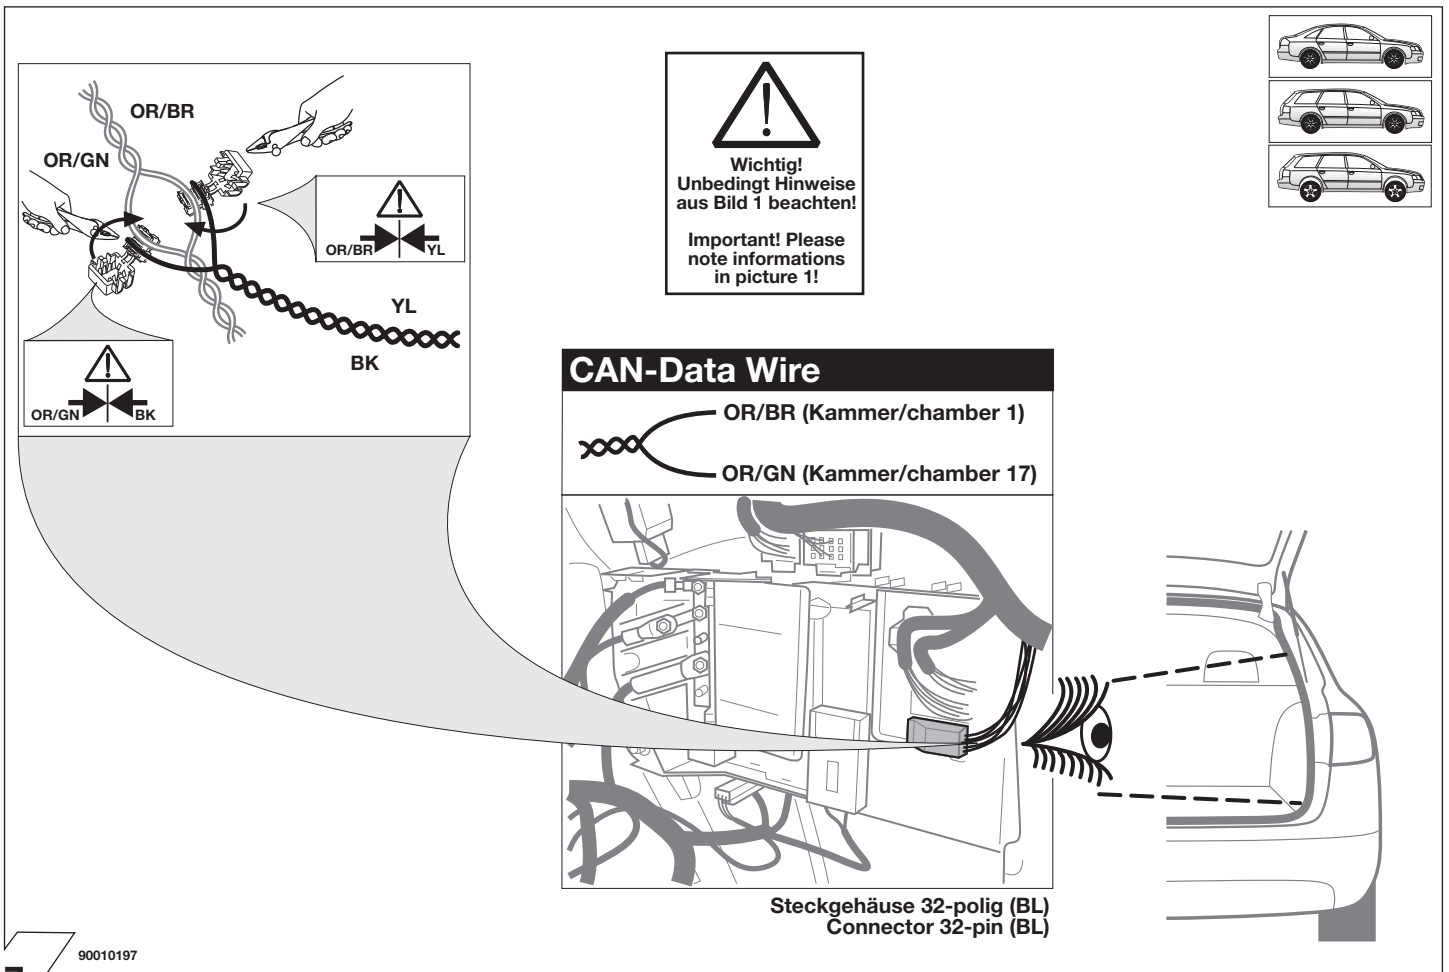 OR/BR
OR/GN
OR/BR YL
YL
BK
OR/GN BK
Wichtig!
Unbedingt Hinweise
aus Bild 1 beachten!
Important! Please
note informations
in picture 1!
CAN-Data Wire
OR/BR (Kammer/chamber 1)
OR/GN (Kammer/chamber 17)
Steckgehäuse 32-polig (BL)
Connector 32-pin (BL)
90010197